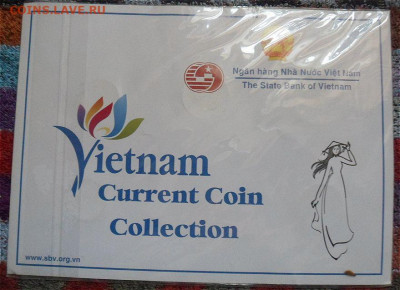 COINS.LAVE.RU
Ngân hàng Nhà Nước Việt Nam
The State Bank of Vietnam
Vietnam
Current Coin
Collection
www.sbv.org.vn